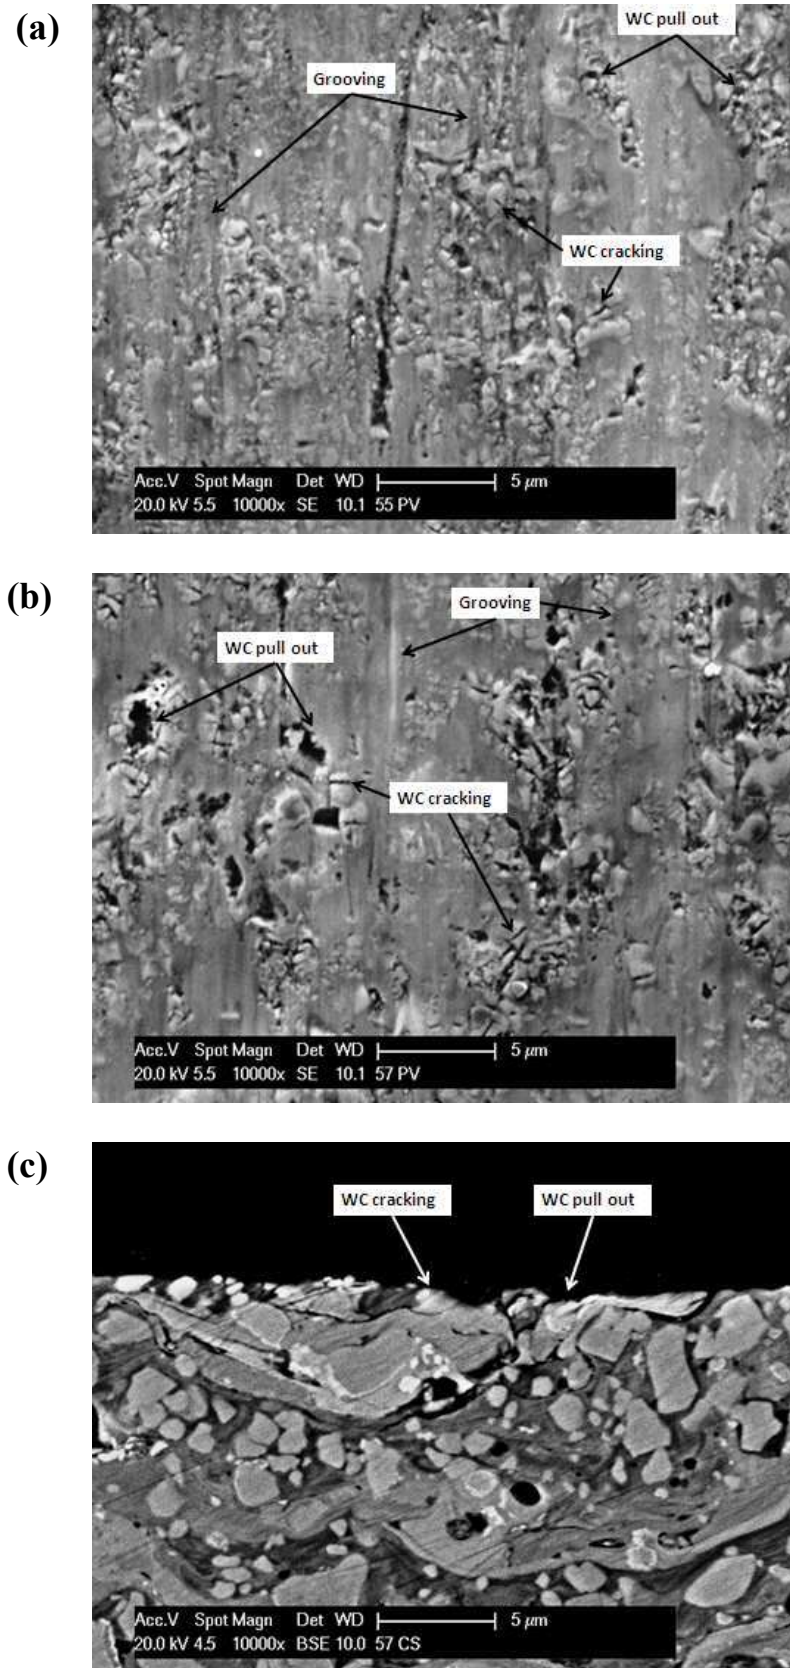 (a)
WC pull out
Grooving
WC cracking
Acc.V Spot Magn Det WD 5 μm
20.0 kV 5.5 10000x SE 10.1 55 PV
(b)
Grooving
WC pull out
WC cracking
Acc.V Spot Magn Det WD 5 μm
20.0 kV 5.5 10000x SE 10.1 57 PV
(c)
WC cracking WC pull out
Acc.V Spot Magn Det WD 5 μm
20.0 kV 4.5 10000x BSE 10.0 57 CS